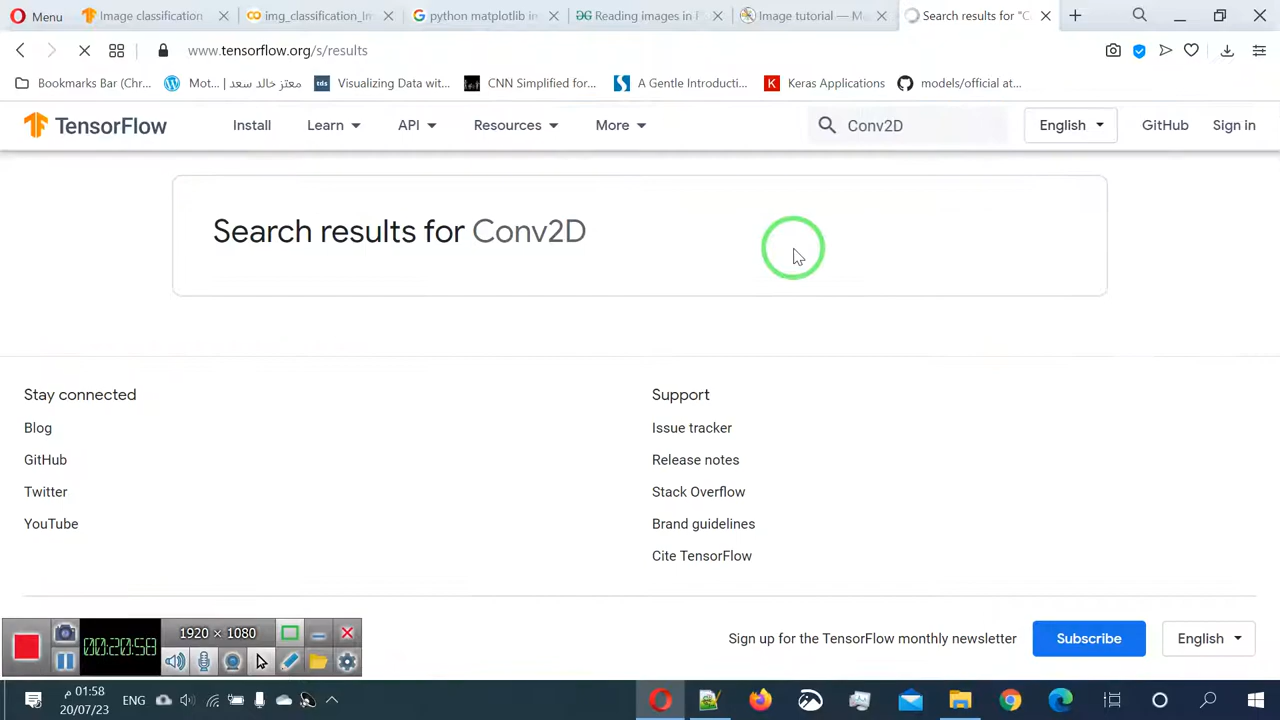 Menu
Image classification
img_classification_In
python matplotlib in
Reading images in P
Image tutorial — M
Search results for "C
www.tensorflow.org/s/results
Bookmarks Bar (Chr...
Mot... | معتز خالد سعد
tds Visualizing Data wit...
CNN Simplified for...
A Gentle Introducti...
K Keras Applications
models/official at...
TensorFlow
Install
Learn
API
Resources
More
Conv2D
English
GitHub
Sign in
Search results for Conv2D
Stay connected
Blog
GitHub
Twitter
YouTube
Support
Issue tracker
Release notes
Stack Overflow
Brand guidelines
Cite TensorFlow
Sign up for the TensorFlow monthly newsletter
Subscribe
English
00:20:58
1920 × 1080
ENG
01:58 م
20/07/23